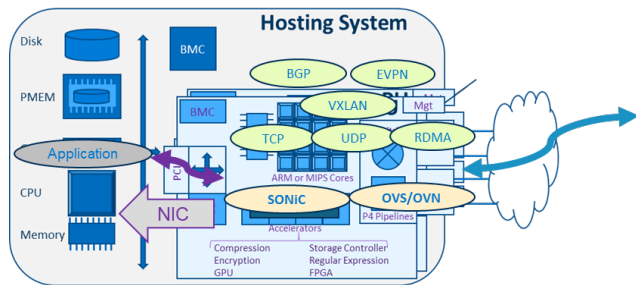 Hosting System
Disk
BMC
PMEM
BGP
EVPN
VXLAN
BMC
Mgt
TCP
UDP
RDMA
Application
PCI
ARM or MIPS Cores
CPU
SONiC
OVS/OVN
NIC
P4 Pipelines
Memory
Accelerators
Compression
Storage Controller
Encryption
Regular Expression
GPU
FPGA